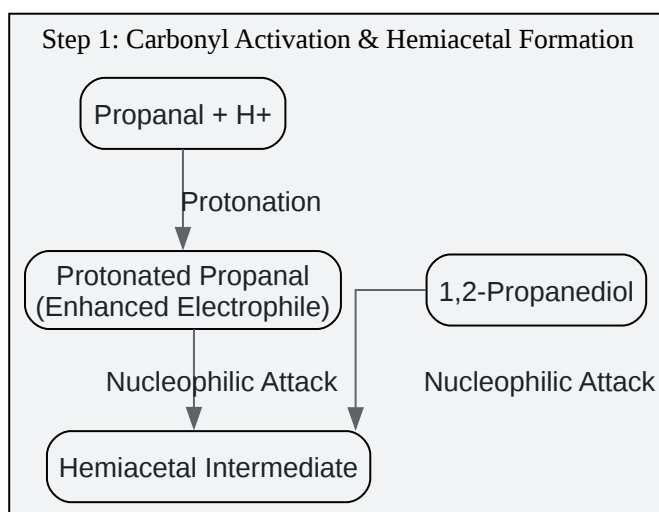 Step 1: Carbonyl Activation & Hemiacetal Formation
Propanal + H+
Protonation
Protonated Propanal
(Enhanced Electrophile)
1,2-Propanediol
Nucleophilic Attack
Nucleophilic Attack
Hemiacetal Intermediate